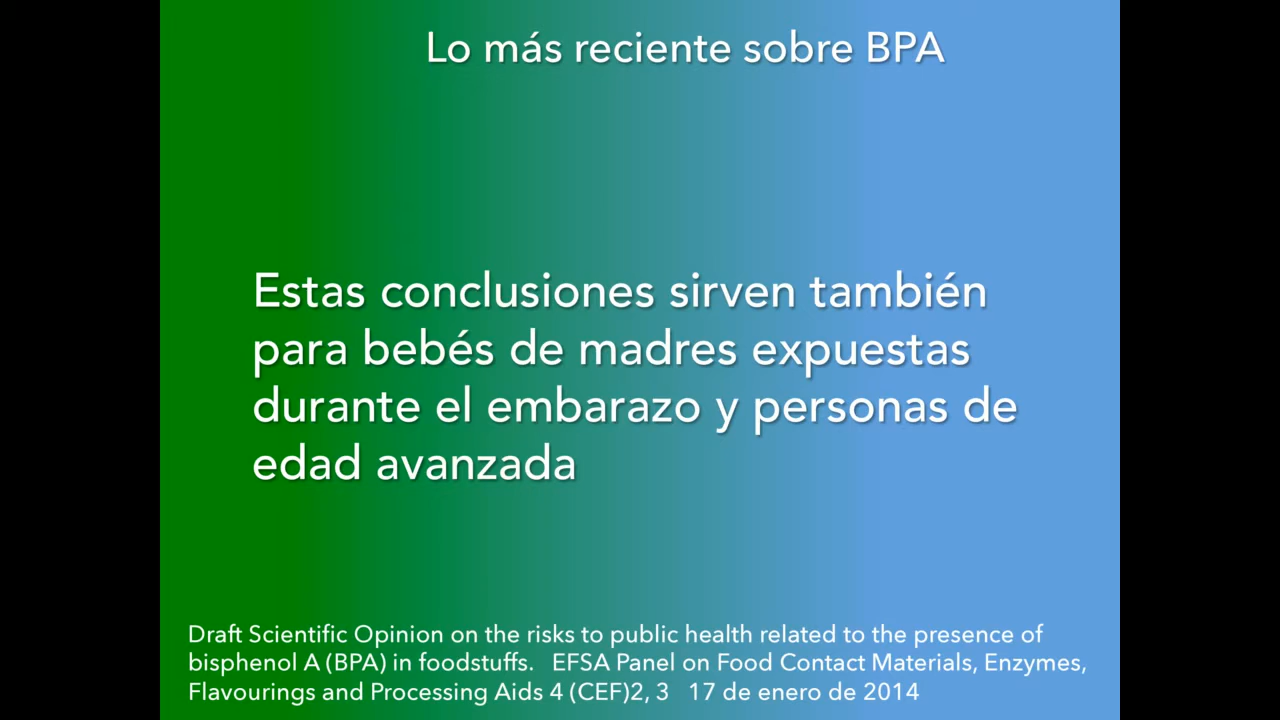 Lo más reciente sobre BPA
Estas conclusiones sirven también
para bebés de madres expuestas
durante el embarazo y personas de
edad avanzada
Draft Scientific Opinion on the risks to public health related to the presence of
bisphenol A (BPA) in foodstuffs. EFSA Panel on Food Contact Materials, Enzymes,
Flavourings and Processing Aids 4 (CEF)2, 3 17 de enero de 2014